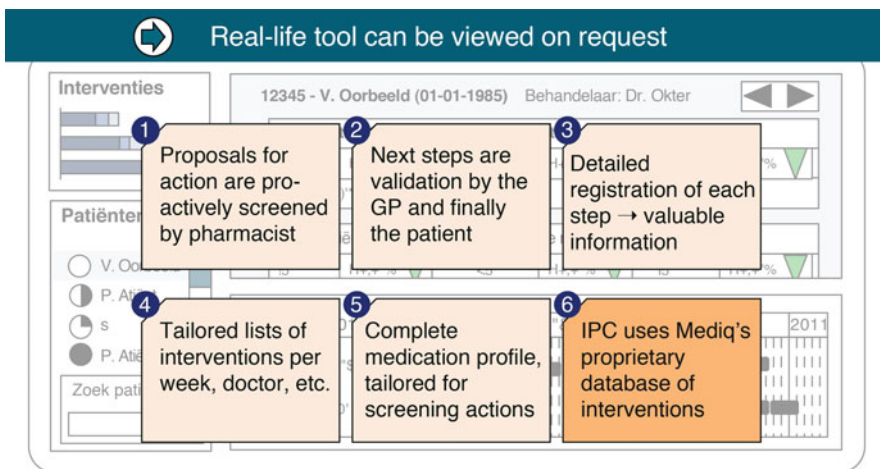 Real-life tool can be viewed on request
Interventies
12345 - V. Oorbeeld (01-01-1985) Behandelaar: Dr. Okter
1
Proposals for
action are pro-
actively screened
by pharmacist
2
Next steps are
validation by the
GP and finally
the patient
3
Detailed
registration of each
step → valuable
information
Patiënte
V. Oo
P. At
s
P. Atië
Zoek pati
4
Tailored lists of
interventions per
week, doctor, etc.
5
Complete
medication profile,
tailored for
screening actions
6
IPC uses Mediq's
proprietary
database of
interventions
2011